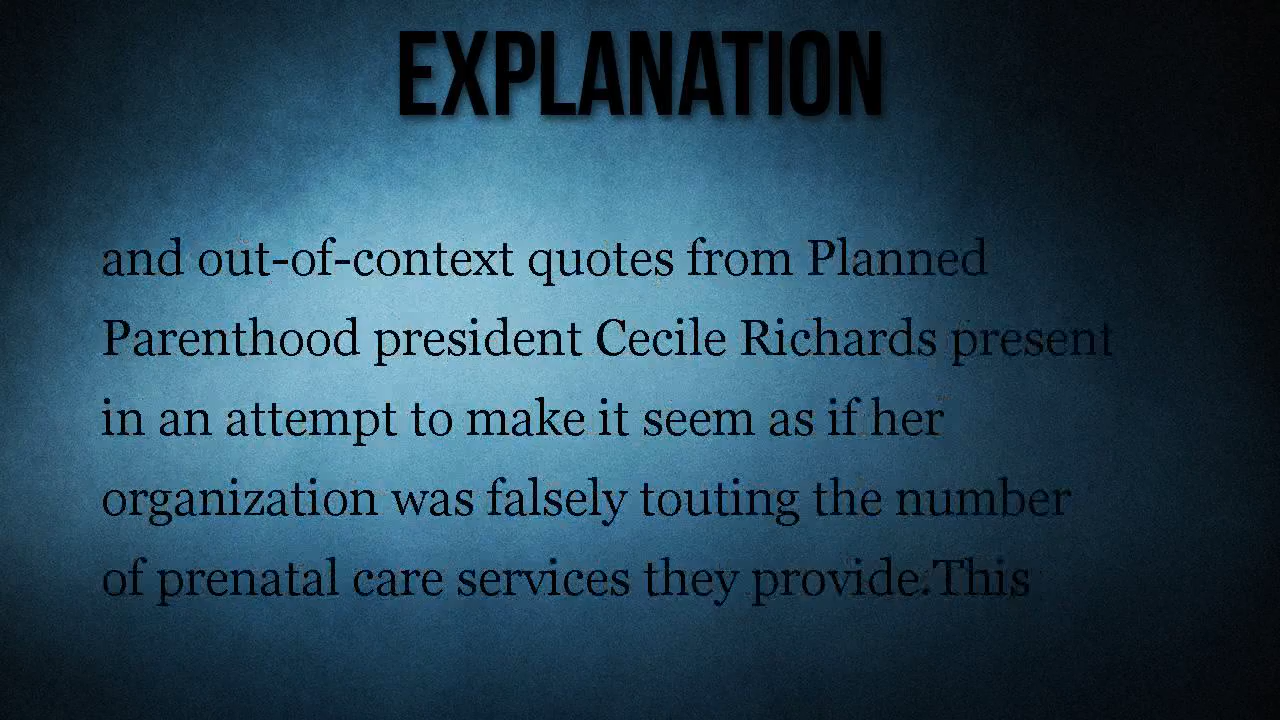 EXPLANATION
and out-of-context quotes from Planned
Parenthood president Cecile Richards present
in an attempt to make it seem as if her
organization was falsely touting the number
of prenatal care services they provide.This